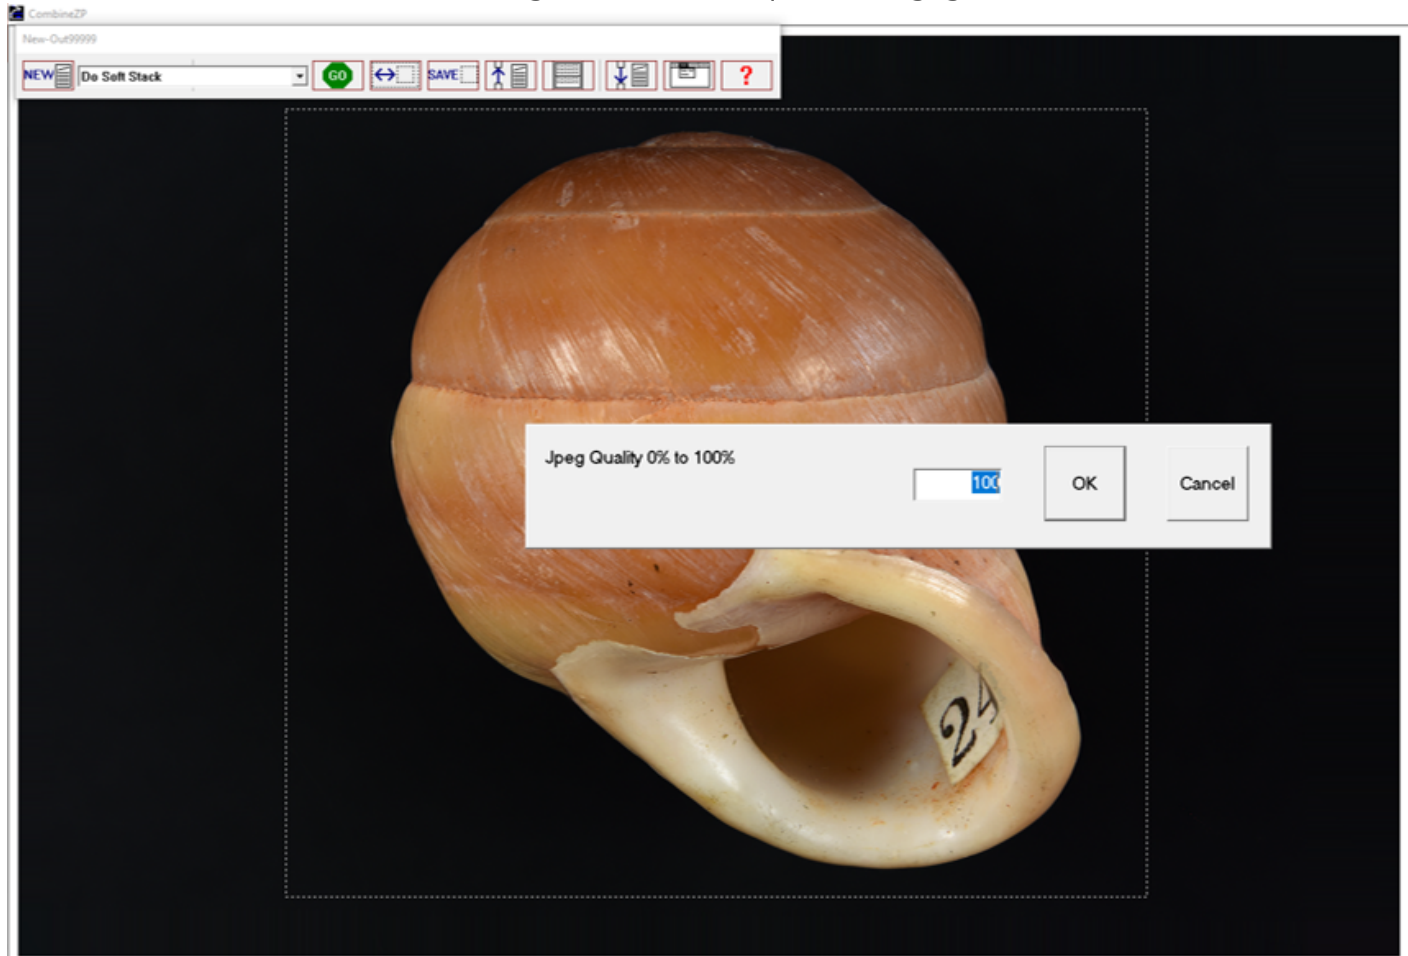 CombineZP
New-Out99999
NEW Do Soft Stack GO SAVE ?
Jpeg Quality 0% to 100%
100 OK Cancel
24